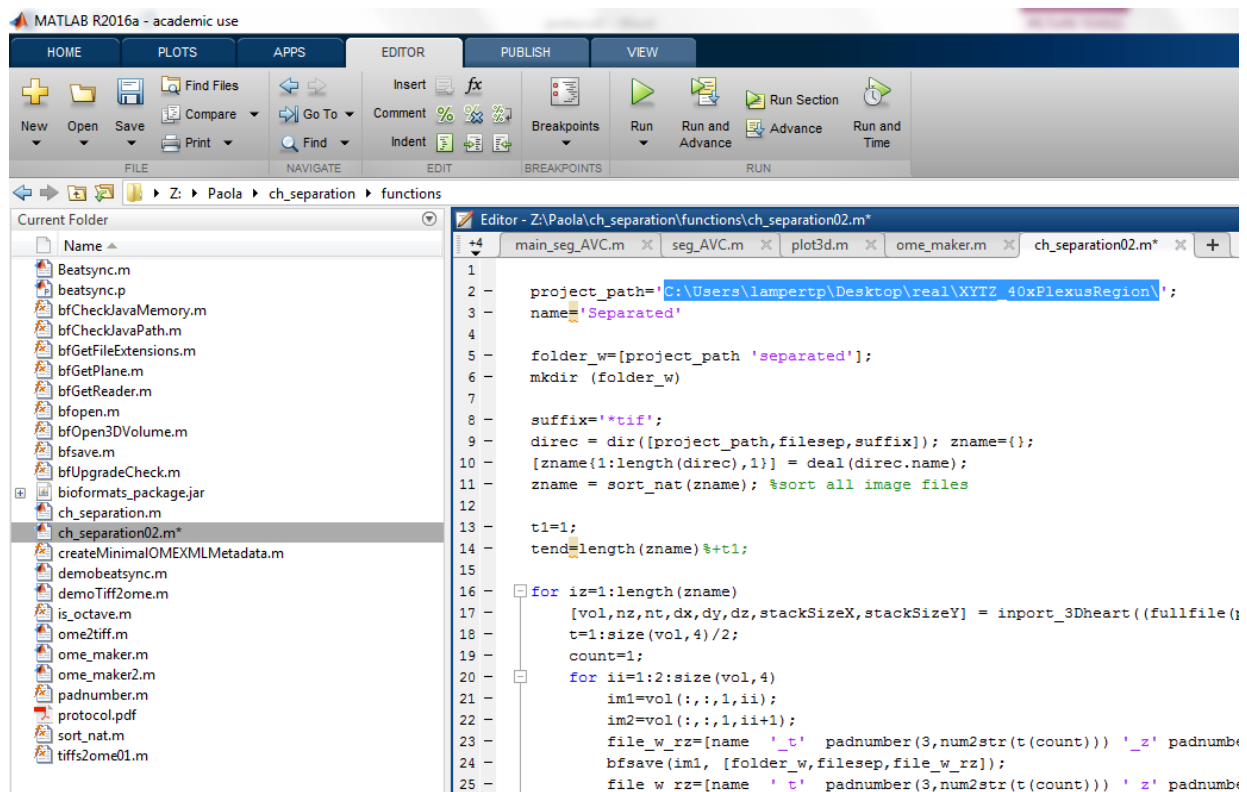 MATLAB R2016a - academic use
HOME PLOTS APPS EDITOR PUBLISH VIEW
New Open Save Find Files Compare Print
Go To Find
Insert fx
Comment
Indent
Breakpoints
Run Run and Advance Run Section Advance Run and Time
FILE NAVIGATE EDIT BREAKPOINTS RUN
Z: Paola ch_separation functions
Current Folder
Name
Beatsync.m
beatsync.p
bfCheckJavaMemory.m
bfCheckJavaPath.m
bfGetFileExtensions.m
bfGetPlane.m
bfGetReader.m
bfopen.m
bfOpen3DVolume.m
bfsave.m
bfUpgradeCheck.m
bioformats_package.jar
ch_separation.m
ch_separation02.m*
createMinimalOMEXMLMetadata.m
demobeatsync.m
demoTiff2ome.m
is_octave.m
ome2tiff.m
ome_maker.m
ome_maker2.m
padnumber.m
protocol.pdf
sort_nat.m
tiffs2ome01.m
Editor - Z:\Paola\ch_separation\functions\ch_separation02.m*
+4 main_seg_AVC.m seg_AVC.m plot3d.m ome_maker.m ch_separation02.m* +
1
2 project_path='C:\Users\lampertp\Desktop\real\XYTZ_40xPlexusRegion\';
3 name='Separated'
4
5 folder_w=[project_path 'separated'];
6 mkdir (folder_w)
7
8 suffix='*tif';
9 direc = dir([project_path,filesep,suffix]); zname={};
10 [zname{1:length(direc),1}] = deal(direc.name);
11 zname = sort_nat(zname); %sort all image files
12
13 t1=1;
14 tend=length(zname)%+t1;
15
16 for iz=1:length(zname)
17 [vol,nz,nt,dx,dy,dz,stackSizeX,stackSizeY] = inport_3Dheart((fullfile(p
18 t=1:size(vol,4)/2;
19 count=1;
20 for ii=1:2:size(vol,4)
21 im1=vol(:,:,1,ii);
22 im2=vol(:,:,1,ii+1);
23 file_w_rz=[name '_t' padnumber(3,num2str(t(count))) '_z' padnumbe
24 bfsave(im1, [folder_w,filesep,file_w_rz]);
25 file_w_rz=[name '_t' padnumber(3,num2str(t(count))) '_z' padnumbe